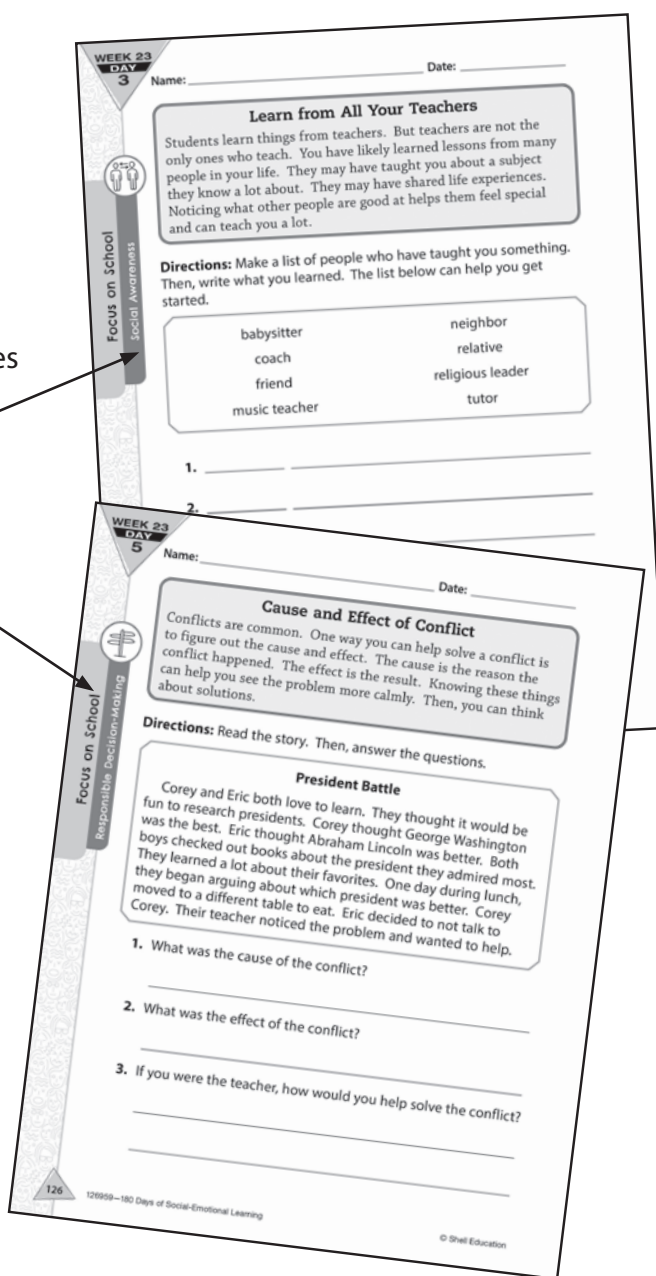 es
WEEK 23
DAY
3
Name:
Date:
Learn from All Your Teachers
Students learn things from teachers. But teachers are not the
only ones who teach. You have likely learned lessons from many
people in your life. They may have taught you about a subject
they know a lot about. They may have shared life experiences.
Noticing what other people are good at helps them feel special
and can teach you a lot.
Focus on School
Social Awareness
Directions: Make a list of people who have taught you something.
Then, write what you learned. The list below can help you get
started.
babysitter
coach
friend
music teacher
neighbor
relative
religious leader
tutor
1.
2.
WEEK 23
DAY
5
Name:
Date:
Cause and Effect of Conflict
Conflicts are common. One way you can help solve a conflict is
to figure out the cause and effect. The cause is the reason the
conflict happened. The effect is the result. Knowing these things
can help you see the problem more calmly. Then, you can think
about solutions.
Focus on School
Responsible Decision-Making
Directions: Read the story. Then, answer the questions.
President Battle
Corey and Eric both love to learn. They thought it would be
fun to research presidents. Corey thought George Washington
was the best. Eric thought Abraham Lincoln was better. Both
boys checked out books about the president they admired most.
They learned a lot about their favorites. One day during lunch,
they began arguing about which president was better. Corey
moved to a different table to eat. Eric decided to not talk to
Corey. Their teacher noticed the problem and wanted to help.
1. What was the cause of the conflict?
2. What was the effect of the conflict?
3. If you were the teacher, how would you help solve the conflict?
126
126959—180 Days of Social-Emotional Learning
© Shell Education